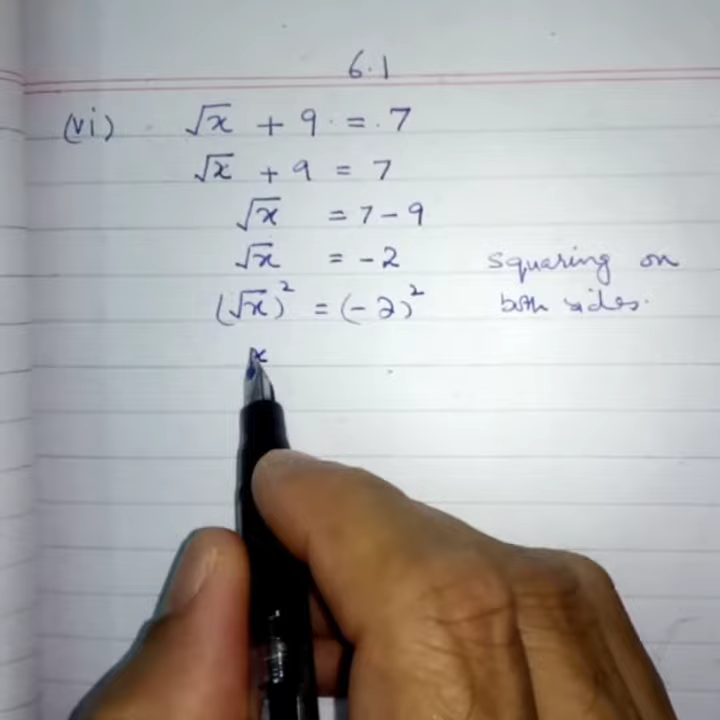 6.1
(vi) √x + 9 = 7
√x + 9 = 7
√x = 7 - 9
√x = -2 squaring on
(√x)² = (-2)² both sides.
x